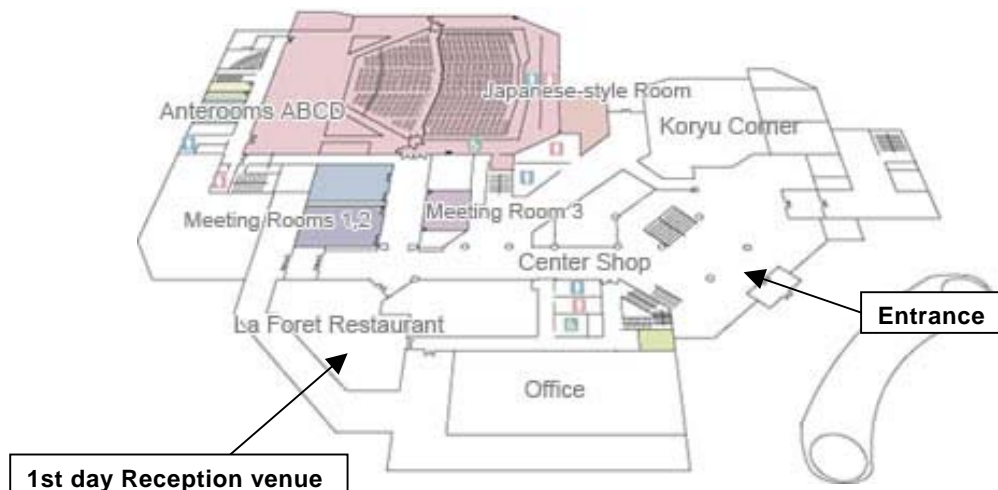 Japanese-style Room
Anterooms ABCD
Koryu Corner
Meeting Rooms 1,2
Meeting Room 3
Center Shop
Entrance
La Foret Restaurant
Office
1st day Reception venue